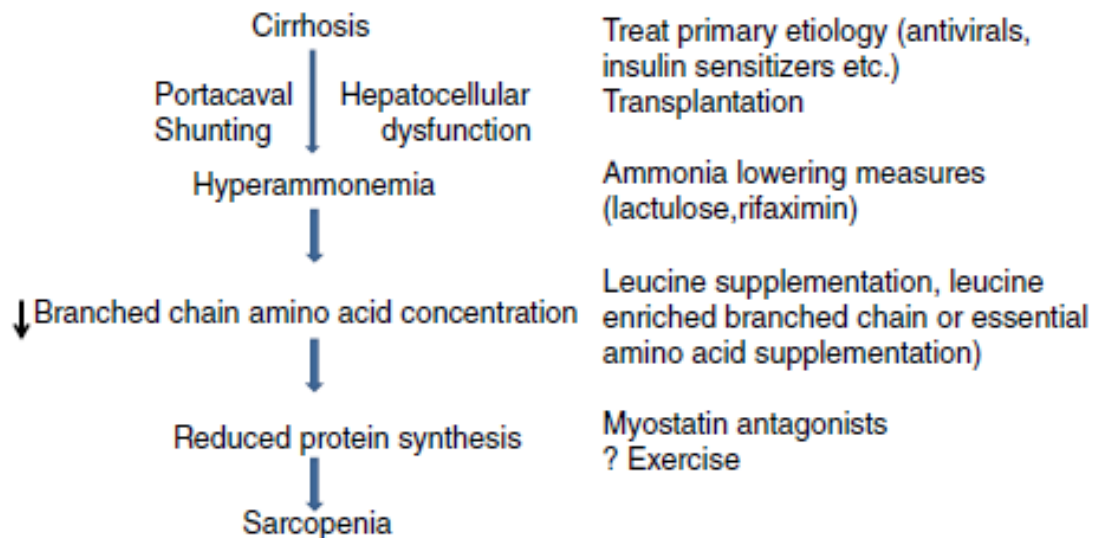 Cirrhosis
Portacaval
Shunting
Hepatocellular
dysfunction
Hyperammonemia
↓Branched chain amino acid concentration
Reduced protein synthesis
Sarcopenia
Treat primary etiology (antivirals,
insulin sensitizers etc.)
Transplantation
Ammonia lowering measures
(lactulose,rifaximin)
Leucine supplementation, leucine
enriched branched chain or essential
amino acid supplementation)
Myostatin antagonists
? Exercise